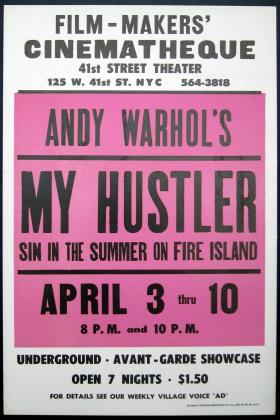 FILM-MAKERS'
CINEMATHEQUE
41st STREET THEATER
125 W. 41st ST. NYC 564-3818
ANDY WARHOL'S
MY HUSTLER
SIN IN THE SUMMER ON FIRE ISLAND
APRIL 3 thru 10
8 P.M. and 10 P.M.
UNDERGROUND · AVANT-GARDE SHOWCASE
OPEN 7 NIGHTS · $1.50
FOR DETAILS SEE OUR WEEKLY VILLAGE VOICE "AD"